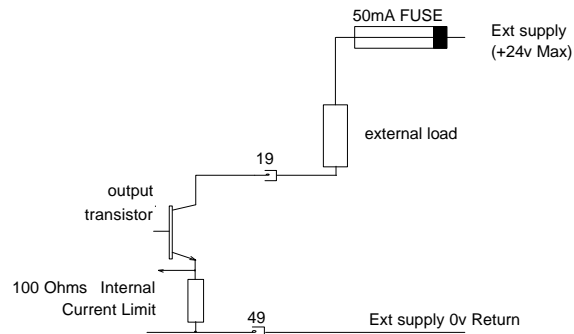 50mA FUSE
Ext supply
(+24v Max)
external load
19
output
transistor
100 Ohms Internal
Current Limit
49
Ext supply 0v Return